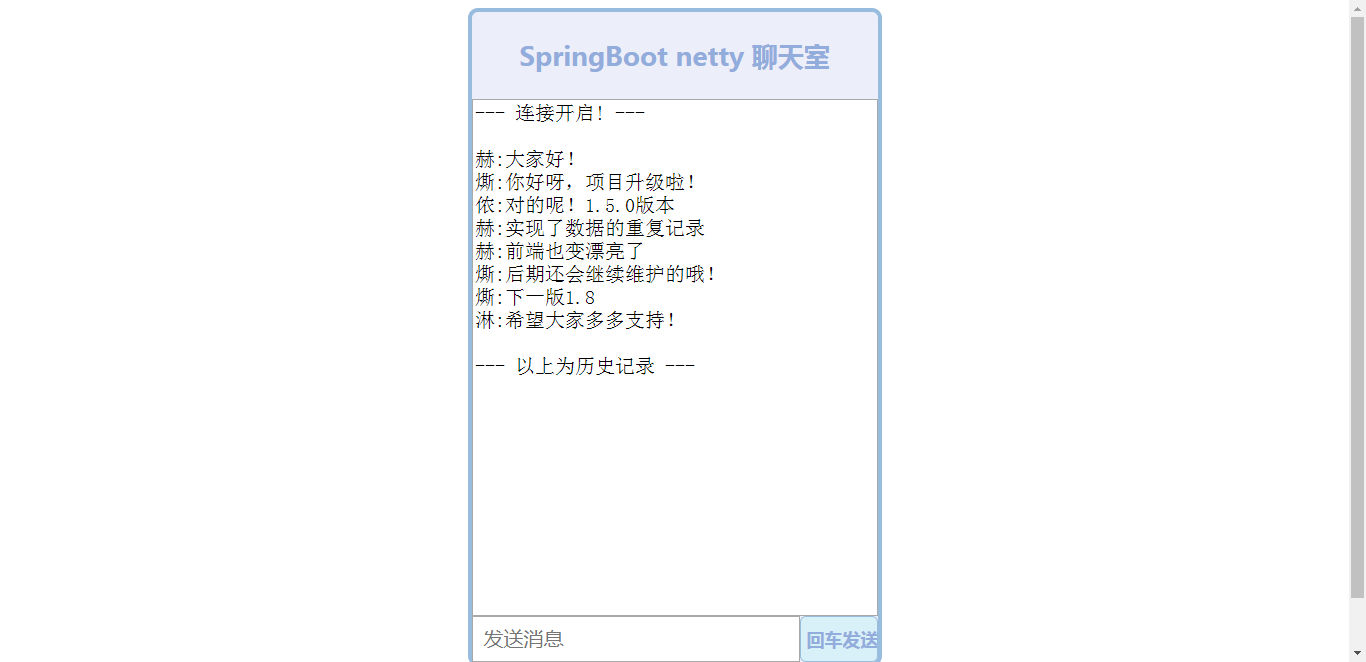 SpringBoot netty 聊天室
--- 连接开启! ---
赫:大家好!
燍:你好呀，项目升级啦!
侬:对的呢! 1.5.0版本
赫:实现了数据的重复记录
赫:前端也变漂亮了
燍:后期还会继续维护的哦!
燍:下一版1.8
淋:希望大家多多支持!
--- 以上为历史记录 ---
发送消息
回车发送